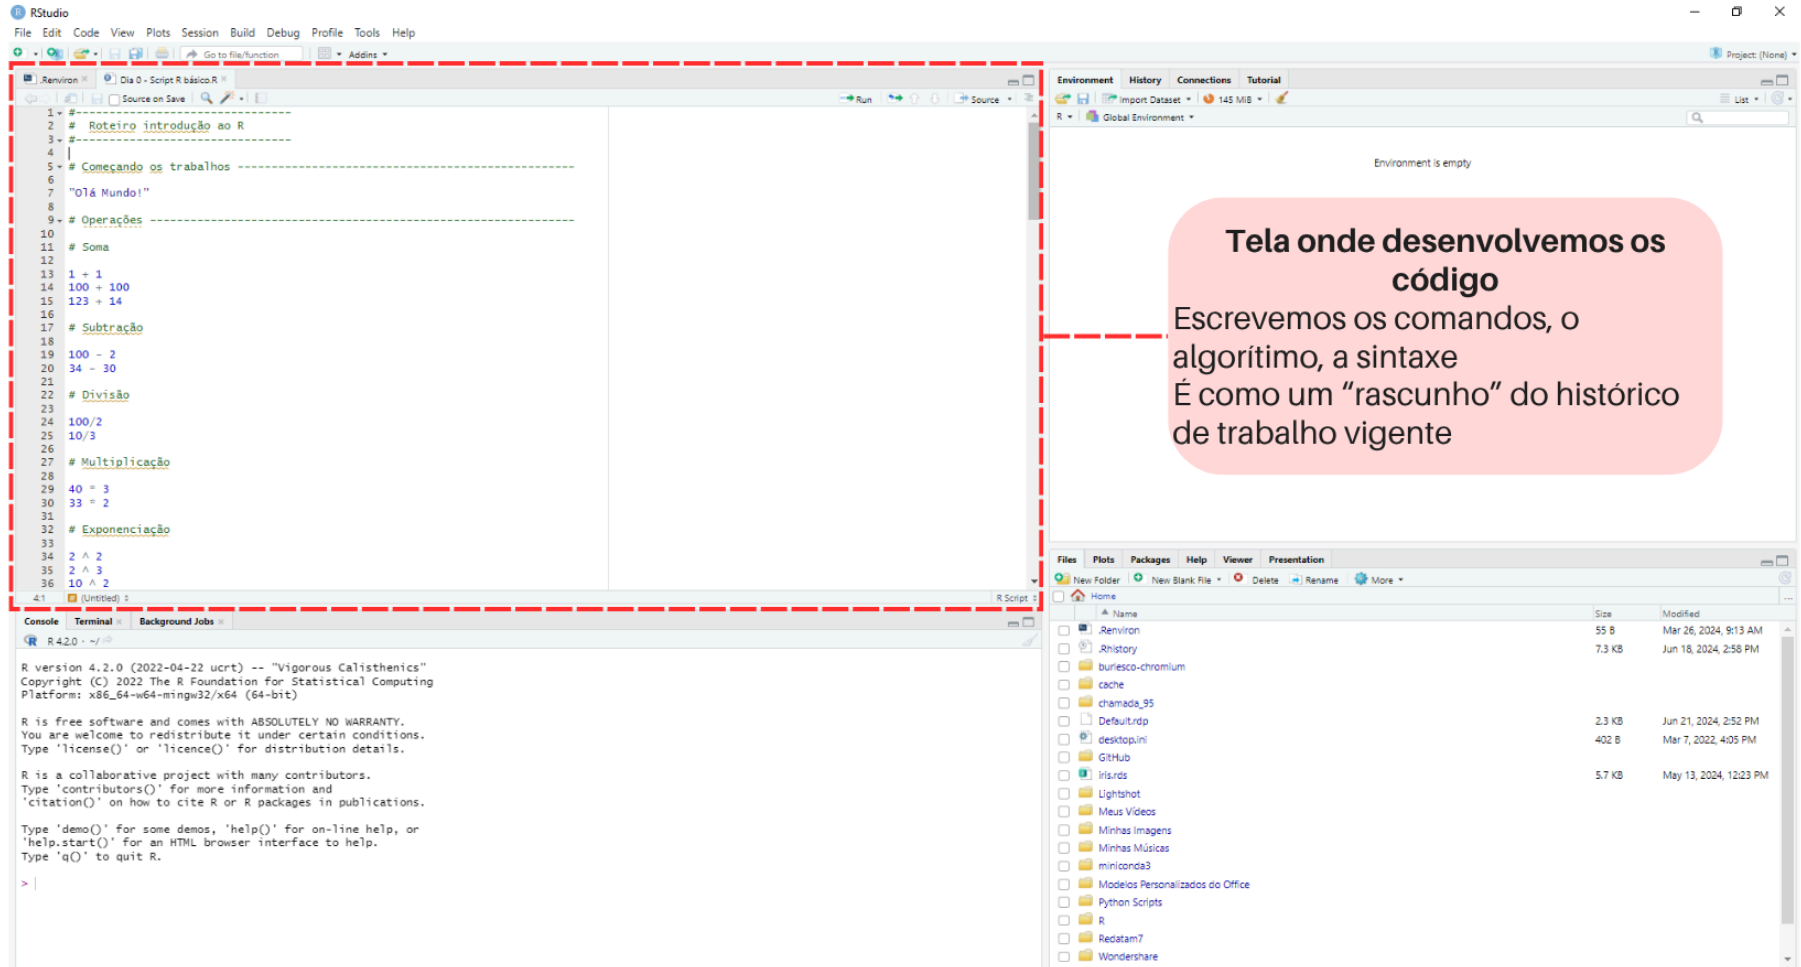 RStudio
File Edit Code View Plots Session Build Debug Profile Tools Help
Go to file/function Addins Project: (None)
.Renviron Dia 0 - Script R básico.R
Source on Save Run Source
1 #--------------------------------
2 # Roteiro introdução ao R
3 #--------------------------------
4
5 # Começando os trabalhos --------------------------------------------------
6
7 "Olá Mundo!"
8
9 # Operações ---------------------------------------------------------------
10
11 # Soma
12
13 1 + 1
14 100 + 100
15 123 + 14
16
17 # Subtração
18
19 100 - 2
20 34 - 30
21
22 # Divisão
23
24 100/2
25 10/3
26
27 # Multiplicação
28
29 40 * 3
30 33 * 2
31
32 # Exponenciação
33
34 2 ^ 2
35 2 ^ 3
36 10 ^ 2
4:1 (Untitled) R Script
Console Terminal Background Jobs
R 4.2.0 · ~/
R version 4.2.0 (2022-04-22 ucrt) -- "Vigorous Calisthenics"
Copyright (C) 2022 The R Foundation for Statistical Computing
Platform: x86_64-w64-mingw32/x64 (64-bit)
R is free software and comes with ABSOLUTELY NO WARRANTY.
You are welcome to redistribute it under certain conditions.
Type 'license()' or 'licence()' for distribution details.
R is a collaborative project with many contributors.
Type 'contributors()' for more information and
'citation()' on how to cite R or R packages in publications.
Type 'demo()' for some demos, 'help()' for on-line help, or
'help.start()' for an HTML browser interface to help.
Type 'q()' to quit R.
>
Environment History Connections Tutorial
Import Dataset 145 MiB List
R Global Environment
Environment is empty
Tela onde desenvolvemos os
código
Escrevemos os comandos, o
algorítimo, a sintaxe
É como um “rascunho” do histórico
de trabalho vigente
Files Plots Packages Help Viewer Presentation
New Folder New Blank File Delete Rename More
Home ...
Name Size Modified
.Renviron 55 B Mar 26, 2024, 9:13 AM
.Rhistory 7.3 KB Jun 18, 2024, 2:58 PM
burlesco-chromium
cache
chamada_95
Default.rdp 2.3 KB Jun 21, 2024, 2:52 PM
desktop.ini 402 B Mar 7, 2022, 4:05 PM
GitHub
iris.rds 5.7 KB May 13, 2024, 12:23 PM
Lightshot
Meus Vídeos
Minhas Imagens
Minhas Músicas
miniconda3
Modelos Personalizados do Office
Python Scripts
R
Redatam7
Wondershare